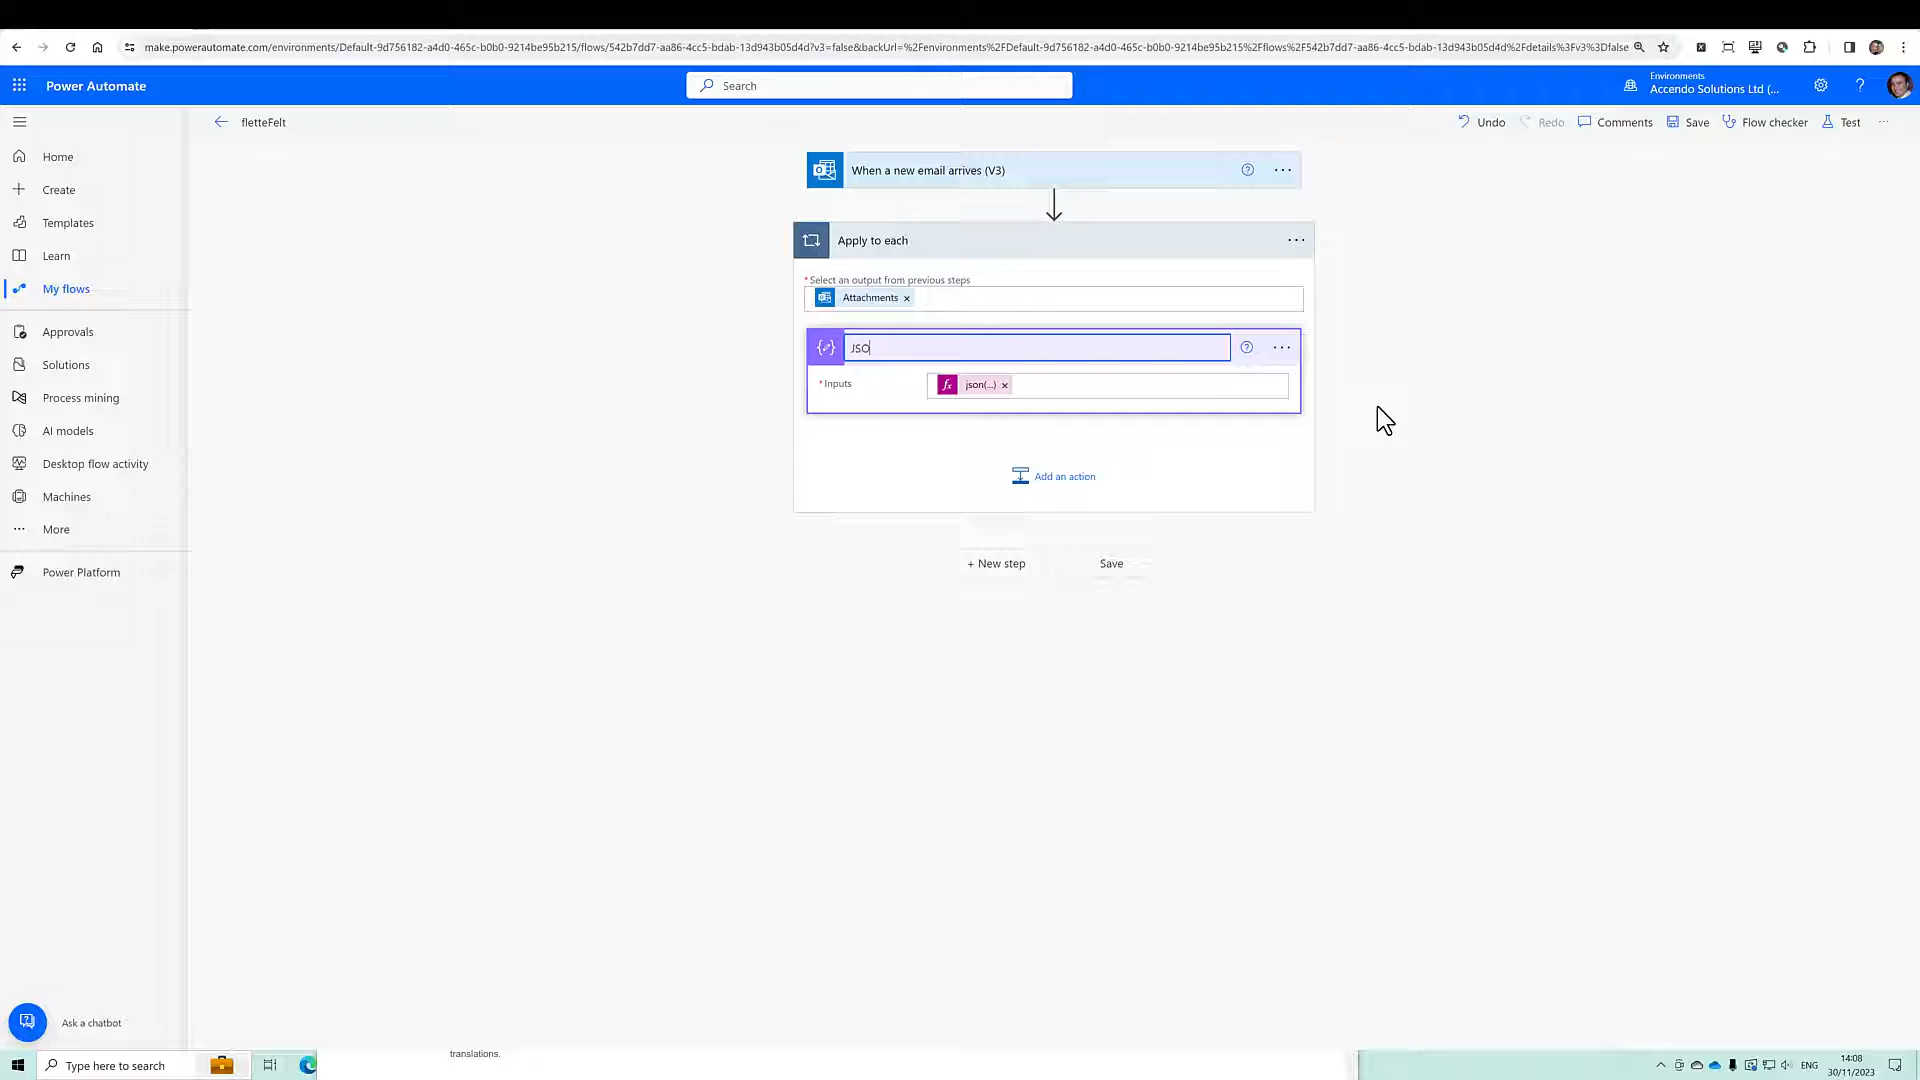 make.powerautomate.com/environments/Default-9d756182-a4d0-465c-b0b0-9214be95b215/flows/542b7dd7-aa86-4cc5-bdab-13d943b05d4d?v3=false&backUrl=%2Fenvironments%2FDefault-9d756182-a4d0-465c-b0b0-9214be95b215%2Fflows%2F542b7dd7-aa86-4cc5-bdab-13d943b05d4d%2Fdetails%3Fv3%3Dfalse
Power Automate
Search
Environments
Accendo Solutions Ltd (...
fletteFelt
Undo
Redo
Comments
Save
Flow checker
Test
Home
Create
Templates
Learn
My flows
Approvals
Solutions
Process mining
AI models
Desktop flow activity
Machines
More
Power Platform
When a new email arrives (V3)
Apply to each
* Select an output from previous steps
Attachments ×
JSO
* Inputs
fx json(...) ×
Add an action
+ New step
Save
Ask a chatbot
translations.
Type here to search
ENG
14:08
30/11/2023